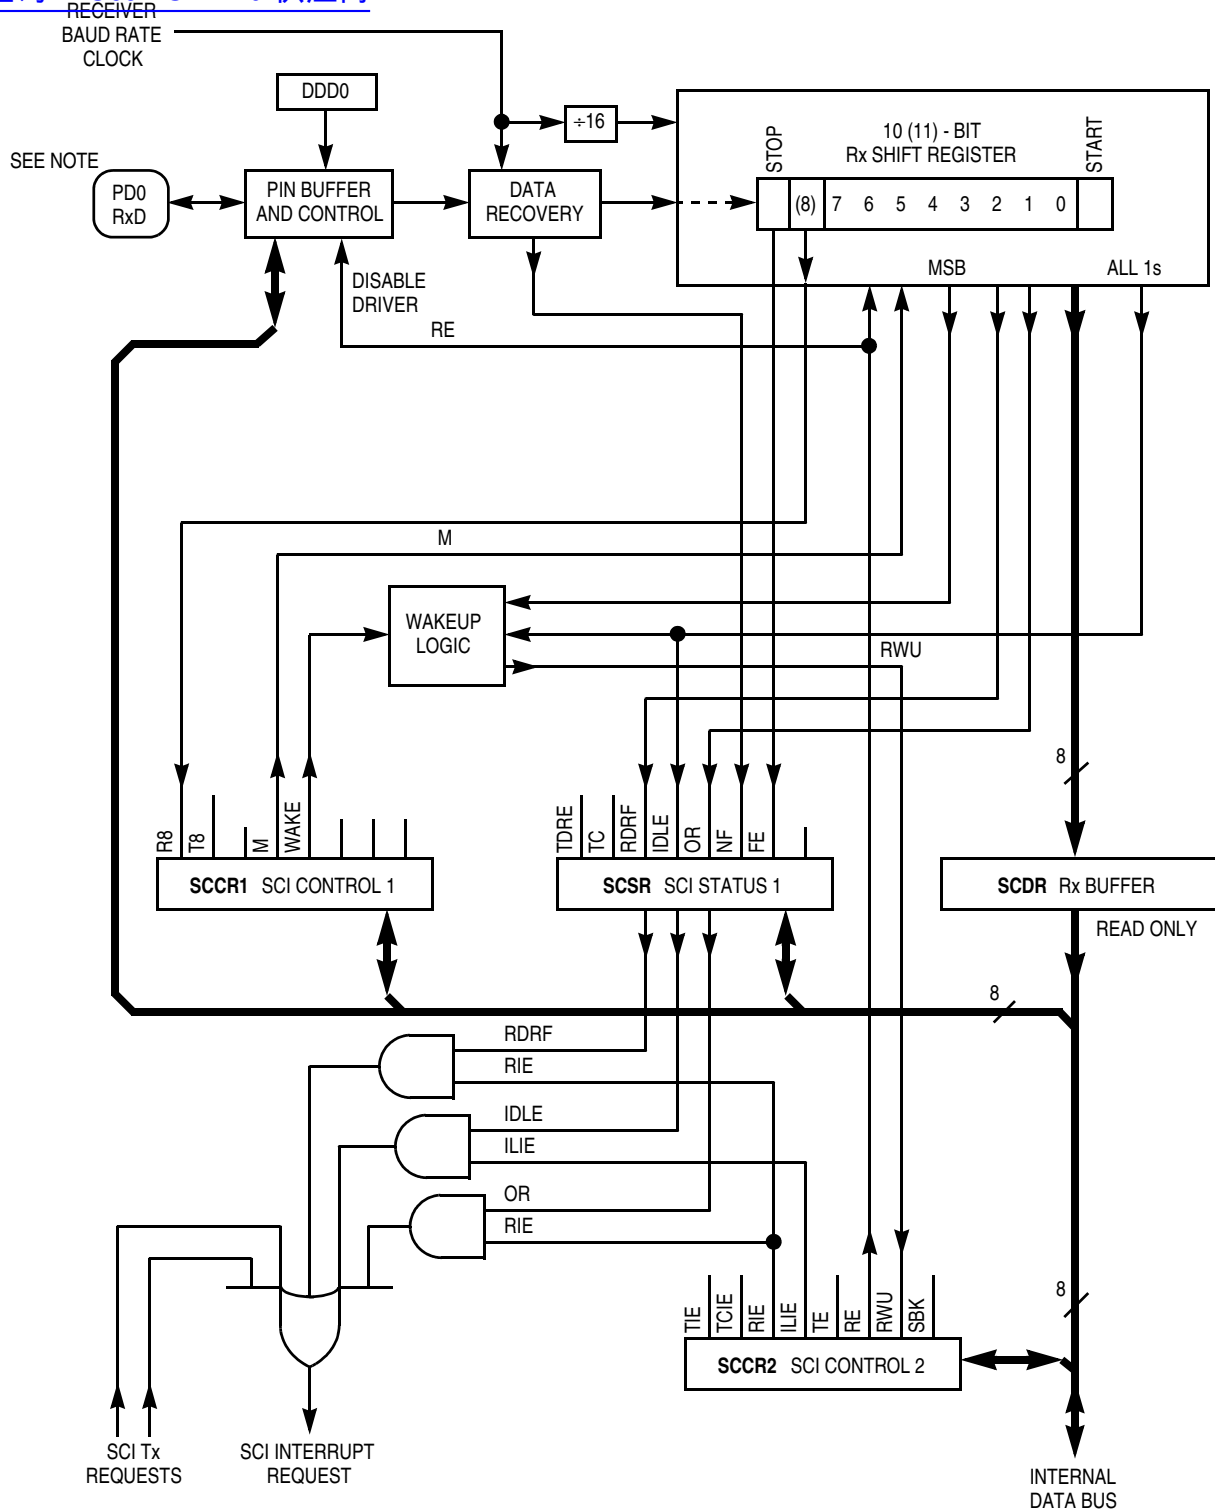 RECEIVER
BAUD RATE
CLOCK
DDD0
÷16
10 (11) - BIT
Rx SHIFT REGISTER
STOP
START
SEE NOTE
PD0
RxD
PIN BUFFER
AND CONTROL
DATA
RECOVERY
(8) 7 6 5 4 3 2 1 0
MSB
ALL 1s
DISABLE
DRIVER
RE
M
WAKEUP
LOGIC
RWU
8
R8
T8
M
WAKE
TDRE
TC
RDRF
IDLE
OR
NF
FE
SCCR1 SCI CONTROL 1
SCSR SCI STATUS 1
SCDR Rx BUFFER
READ ONLY
8
RDRF
RIE
IDLE
ILIE
OR
RIE
8
TIE
TCIE
RIE
ILIE
TE
RE
RWU
SBK
SCCR2 SCI CONTROL 2
SCI Tx
REQUESTS
SCI INTERRUPT
REQUEST
INTERNAL
DATA BUS